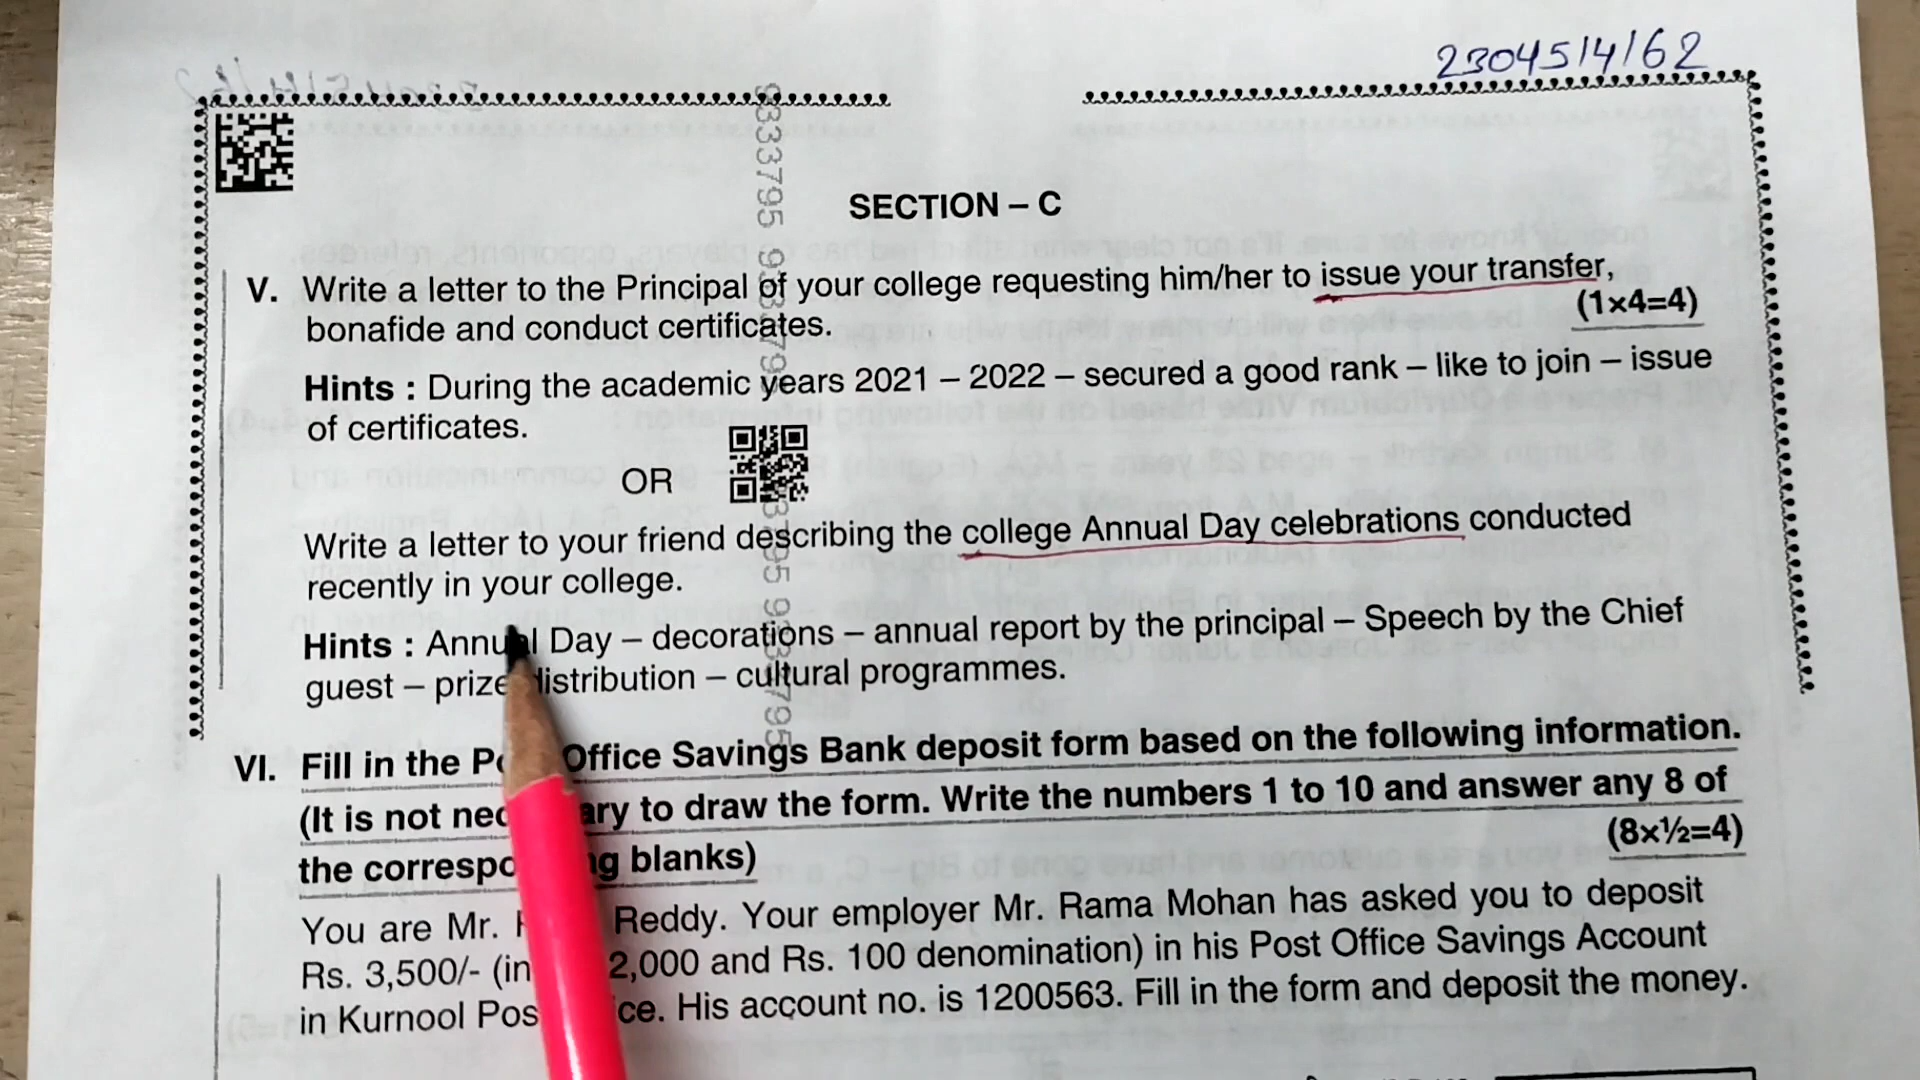 2304514162
SECTION – C
V. Write a letter to the Principal of your college requesting him/her to issue your transfer,
bonafide and conduct certificates. (1×4=4)
Hints : During the academic years 2021 – 2022 – secured a good rank – like to join – issue
of certificates.
OR
Write a letter to your friend describing the college Annual Day celebrations conducted
recently in your college.
Hints : Annual Day – decorations – annual report by the principal – Speech by the Chief
guest – prize distribution – cultural programmes.
VI. Fill in the Post Office Savings Bank deposit form based on the following information.
(It is not necessary to draw the form. Write the numbers 1 to 10 and answer any 8 of
the corresponding blanks) (8×½=4)
You are Mr. Reddy. Your employer Mr. Rama Mohan has asked you to deposit
Rs. 3,500/- (in 2,000 and Rs. 100 denomination) in his Post Office Savings Account
in Kurnool Post Office. His account no. is 1200563. Fill in the form and deposit the money.